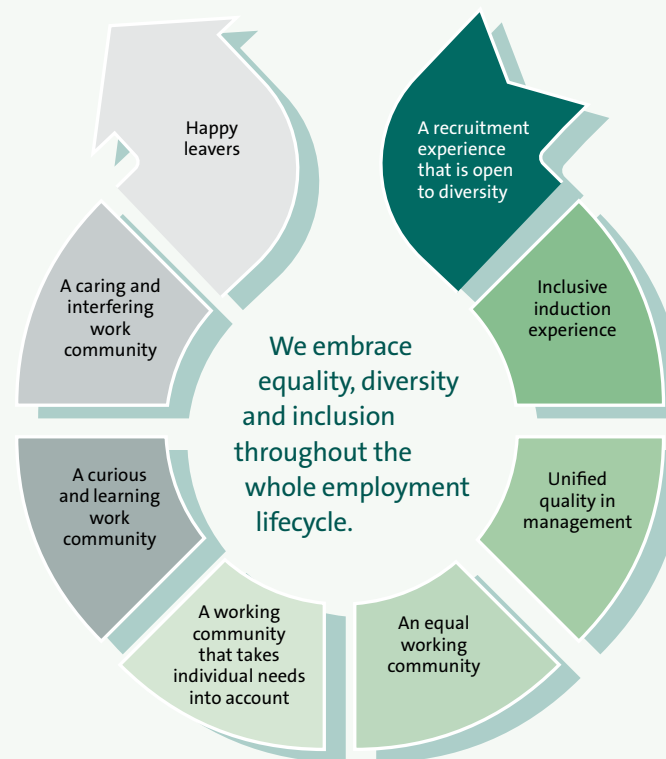 A recruitment
experience
that is open
to diversity
Inclusive
induction
experience
Unified
quality in
management
An equal
working
community
A working
community
that takes
individual needs
into account
A curious
and learning
work
community
A caring and
interfering
work
community
Happy
leavers
We embrace
equality, diversity
and inclusion
throughout the
whole employment
lifecycle.